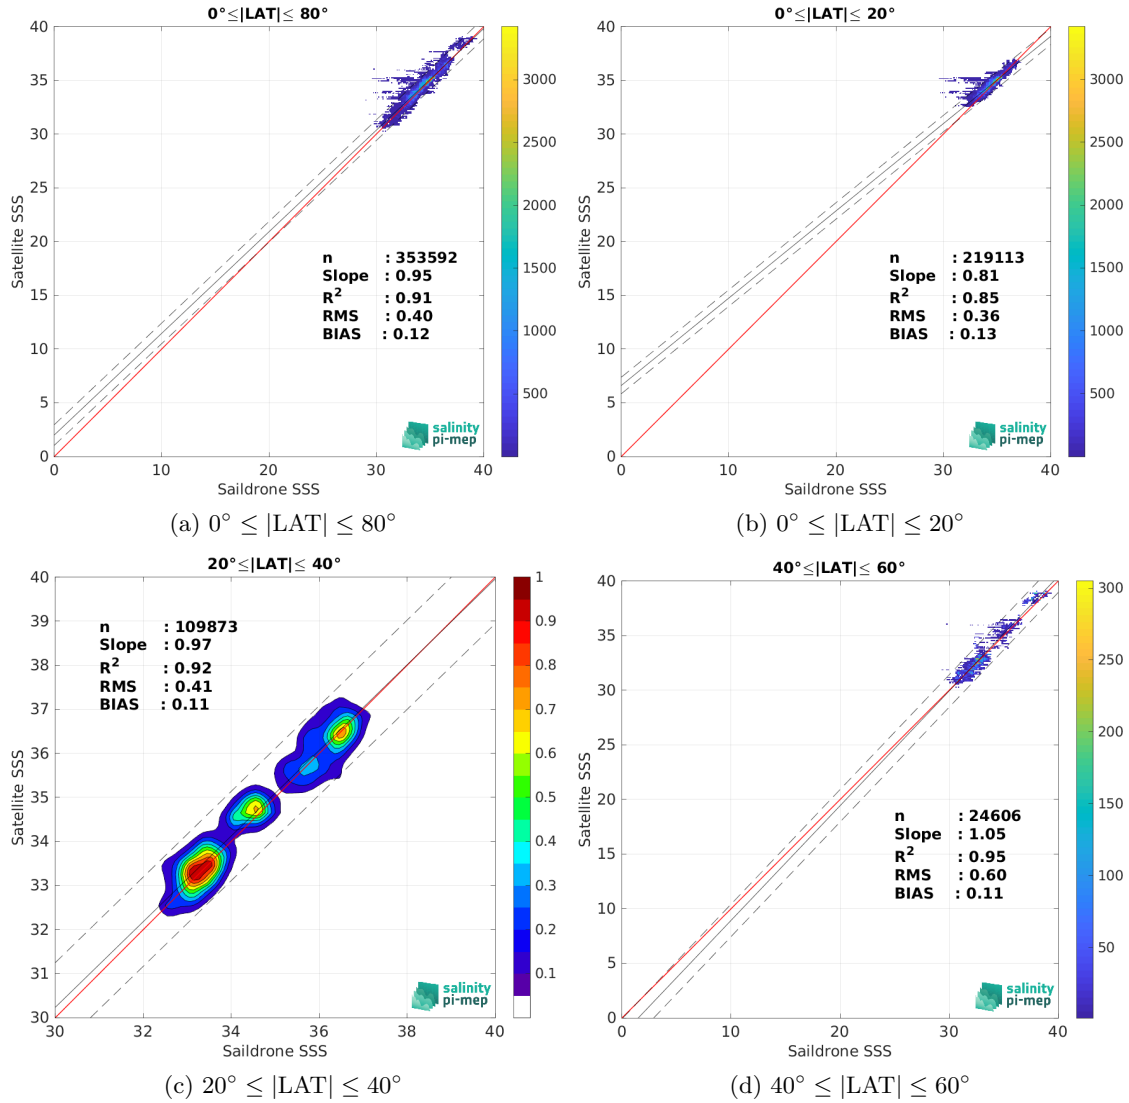 0°≤|LAT|≤ 80°
40
35
30
25
20
15
10
5
0
0
10
20
30
40
Satellite SSS
Saildrone SSS
n : 353592
Slope : 0.95
R² : 0.91
RMS : 0.40
BIAS : 0.12
salinity
pi-mep
3000
2500
2000
1500
1000
500
(a) 0° ≤ |LAT| ≤ 80°
0°≤|LAT|≤ 20°
40
35
30
25
20
15
10
5
0
0
10
20
30
40
Satellite SSS
Saildrone SSS
n : 219113
Slope : 0.81
R² : 0.85
RMS : 0.36
BIAS : 0.13
salinity
pi-mep
3000
2500
2000
1500
1000
500
(b) 0° ≤ |LAT| ≤ 20°
20°≤|LAT|≤ 40°
40
39
38
37
36
35
34
33
32
31
30
30
32
34
36
38
40
Satellite SSS
Saildrone SSS
n : 109873
Slope : 0.97
R² : 0.92
RMS : 0.41
BIAS : 0.11
salinity
pi-mep
1
0.9
0.8
0.7
0.6
0.5
0.4
0.3
0.2
0.1
(c) 20° ≤ |LAT| ≤ 40°
40°≤|LAT|≤ 60°
40
35
30
25
20
15
10
5
0
0
10
20
30
40
Satellite SSS
Saildrone SSS
n : 24606
Slope : 1.05
R² : 0.95
RMS : 0.60
BIAS : 0.11
salinity
pi-mep
300
250
200
150
100
50
(d) 40° ≤ |LAT| ≤ 60°